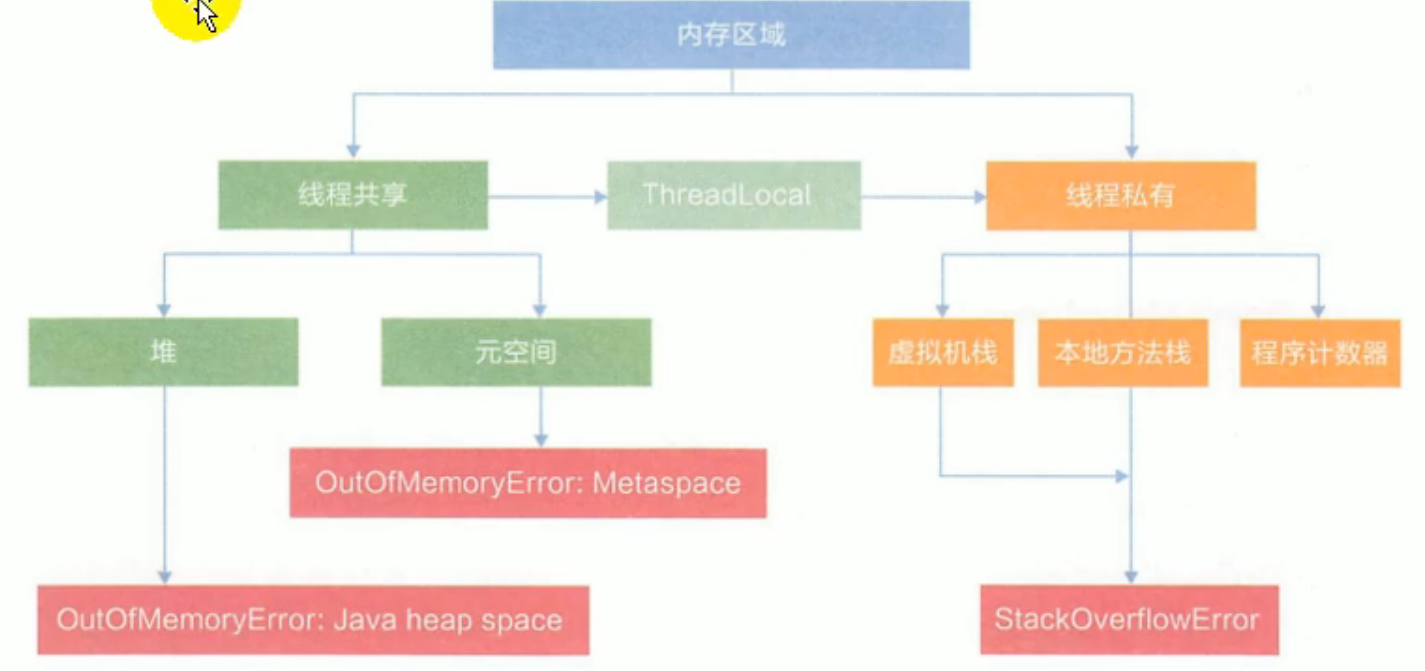 内存区域
线程共享
ThreadLocal
线程私有
堆
元空间
虚拟机栈
本地方法栈
程序计数器
OutOfMemoryError: Metaspace
OutOfMemoryError: Java heap space
StackOverflowError